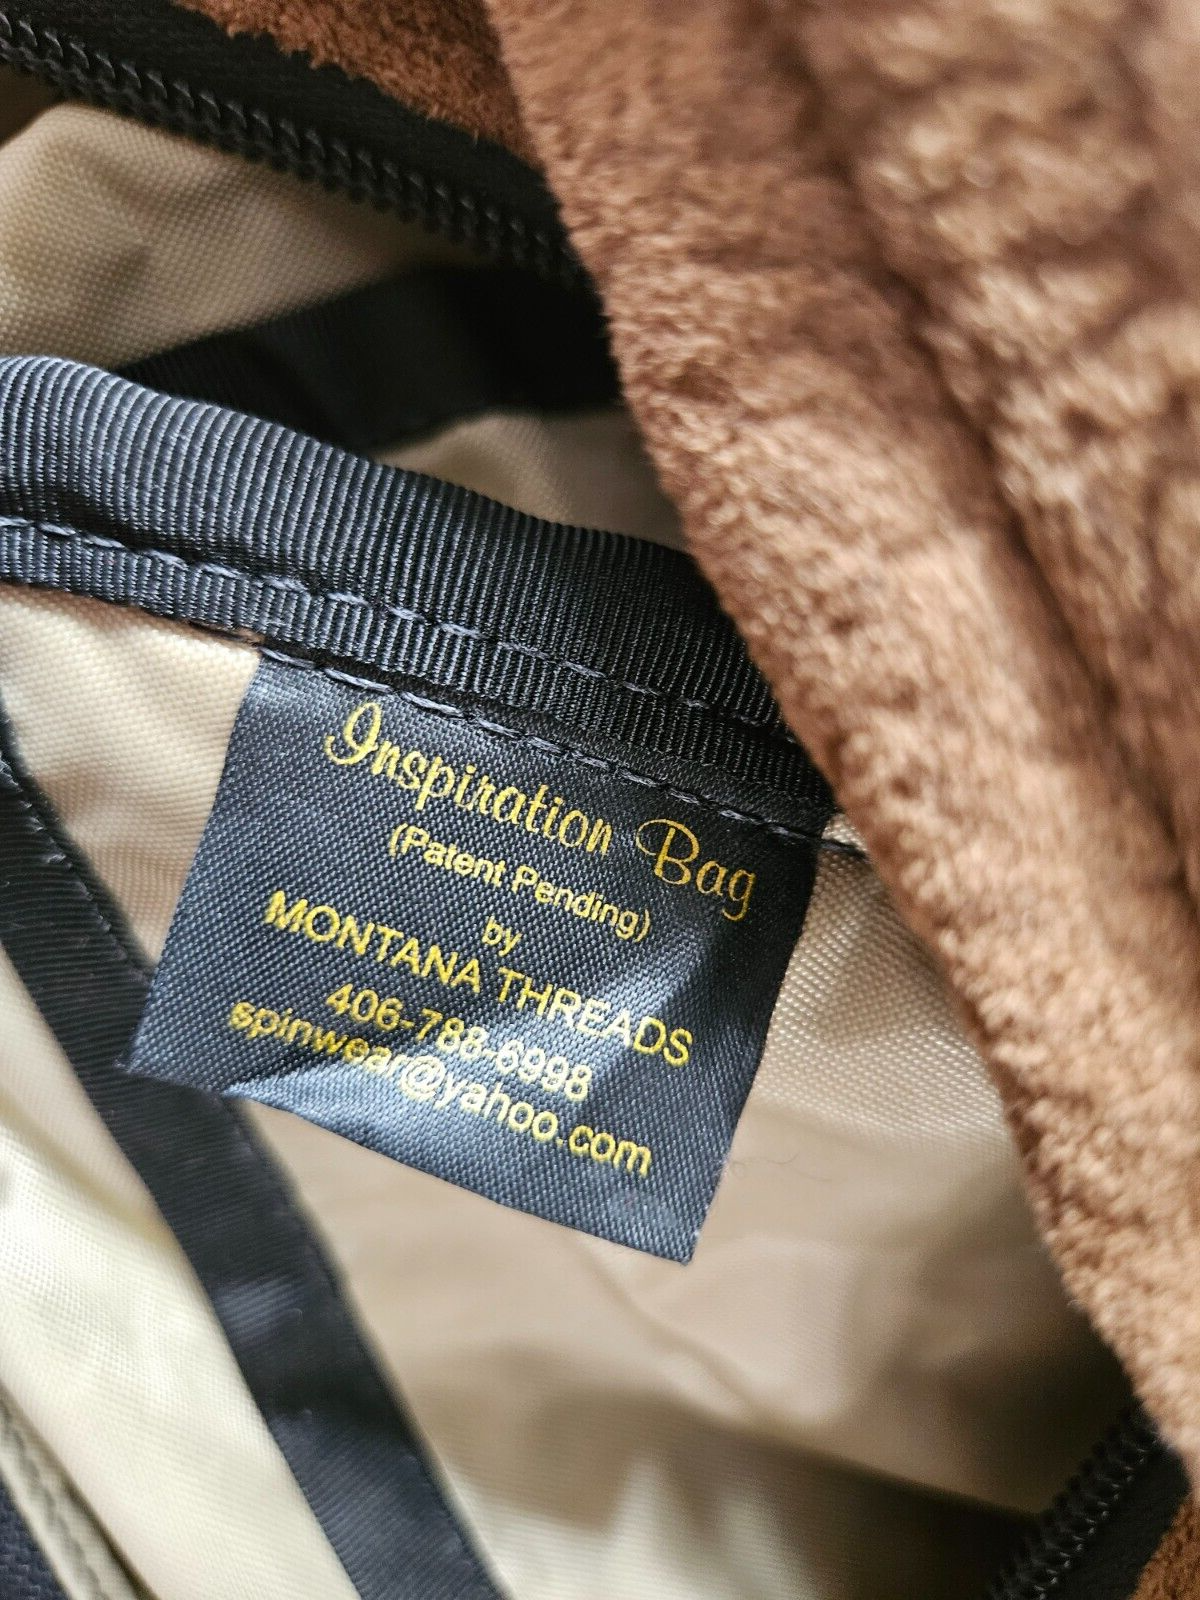 Inspiration Bag
(Patent Pending)
by
MONTANA THREADS
406-788-6998
spinwear@yahoo.com